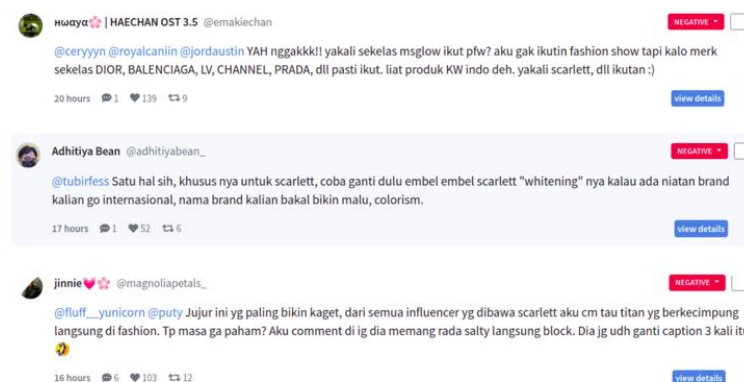 ʜωαyα🌸 | HAECHAN OST 3.5 @emakiechan
NEGATIVE
@ceryyyn @royalcaniin @jordaustin YAH nggakkk!! yakali sekelas msglow ikut pfw? aku gak ikutin fashion show tapi kalo merk
sekelas DIOR, BALENCIAGA, LV, CHANNEL, PRADA, dll pasti ikut. liat produk KW indo deh. yakali scarlett, dll ikutan :)
20 hours 1 139 9
view details
Adhitiya Bean @adhitiyabean_
NEGATIVE
@tubirfess Satu hal sih, khusus nya untuk scarlett, coba ganti dulu embel embel scarlett "whitening" nya kalau ada niatan brand
kalian go internasional, nama brand kalian bakal bikin malu, colorism.
17 hours 1 52 6
view details
jinnie💗🌸 @magnoliapetals_
NEGATIVE
@fluff__yunicorn @puty Jujur ini yg paling bikin kaget, dari semua influencer yg dibawa scarlett aku cm tau titan yg berkecimpung
langsung di fashion. Tp masa ga paham? Aku comment di ig dia memang rada salty langsung block. Dia jg udh ganti caption 3 kali itu
🤣
16 hours 6 103 12
view details